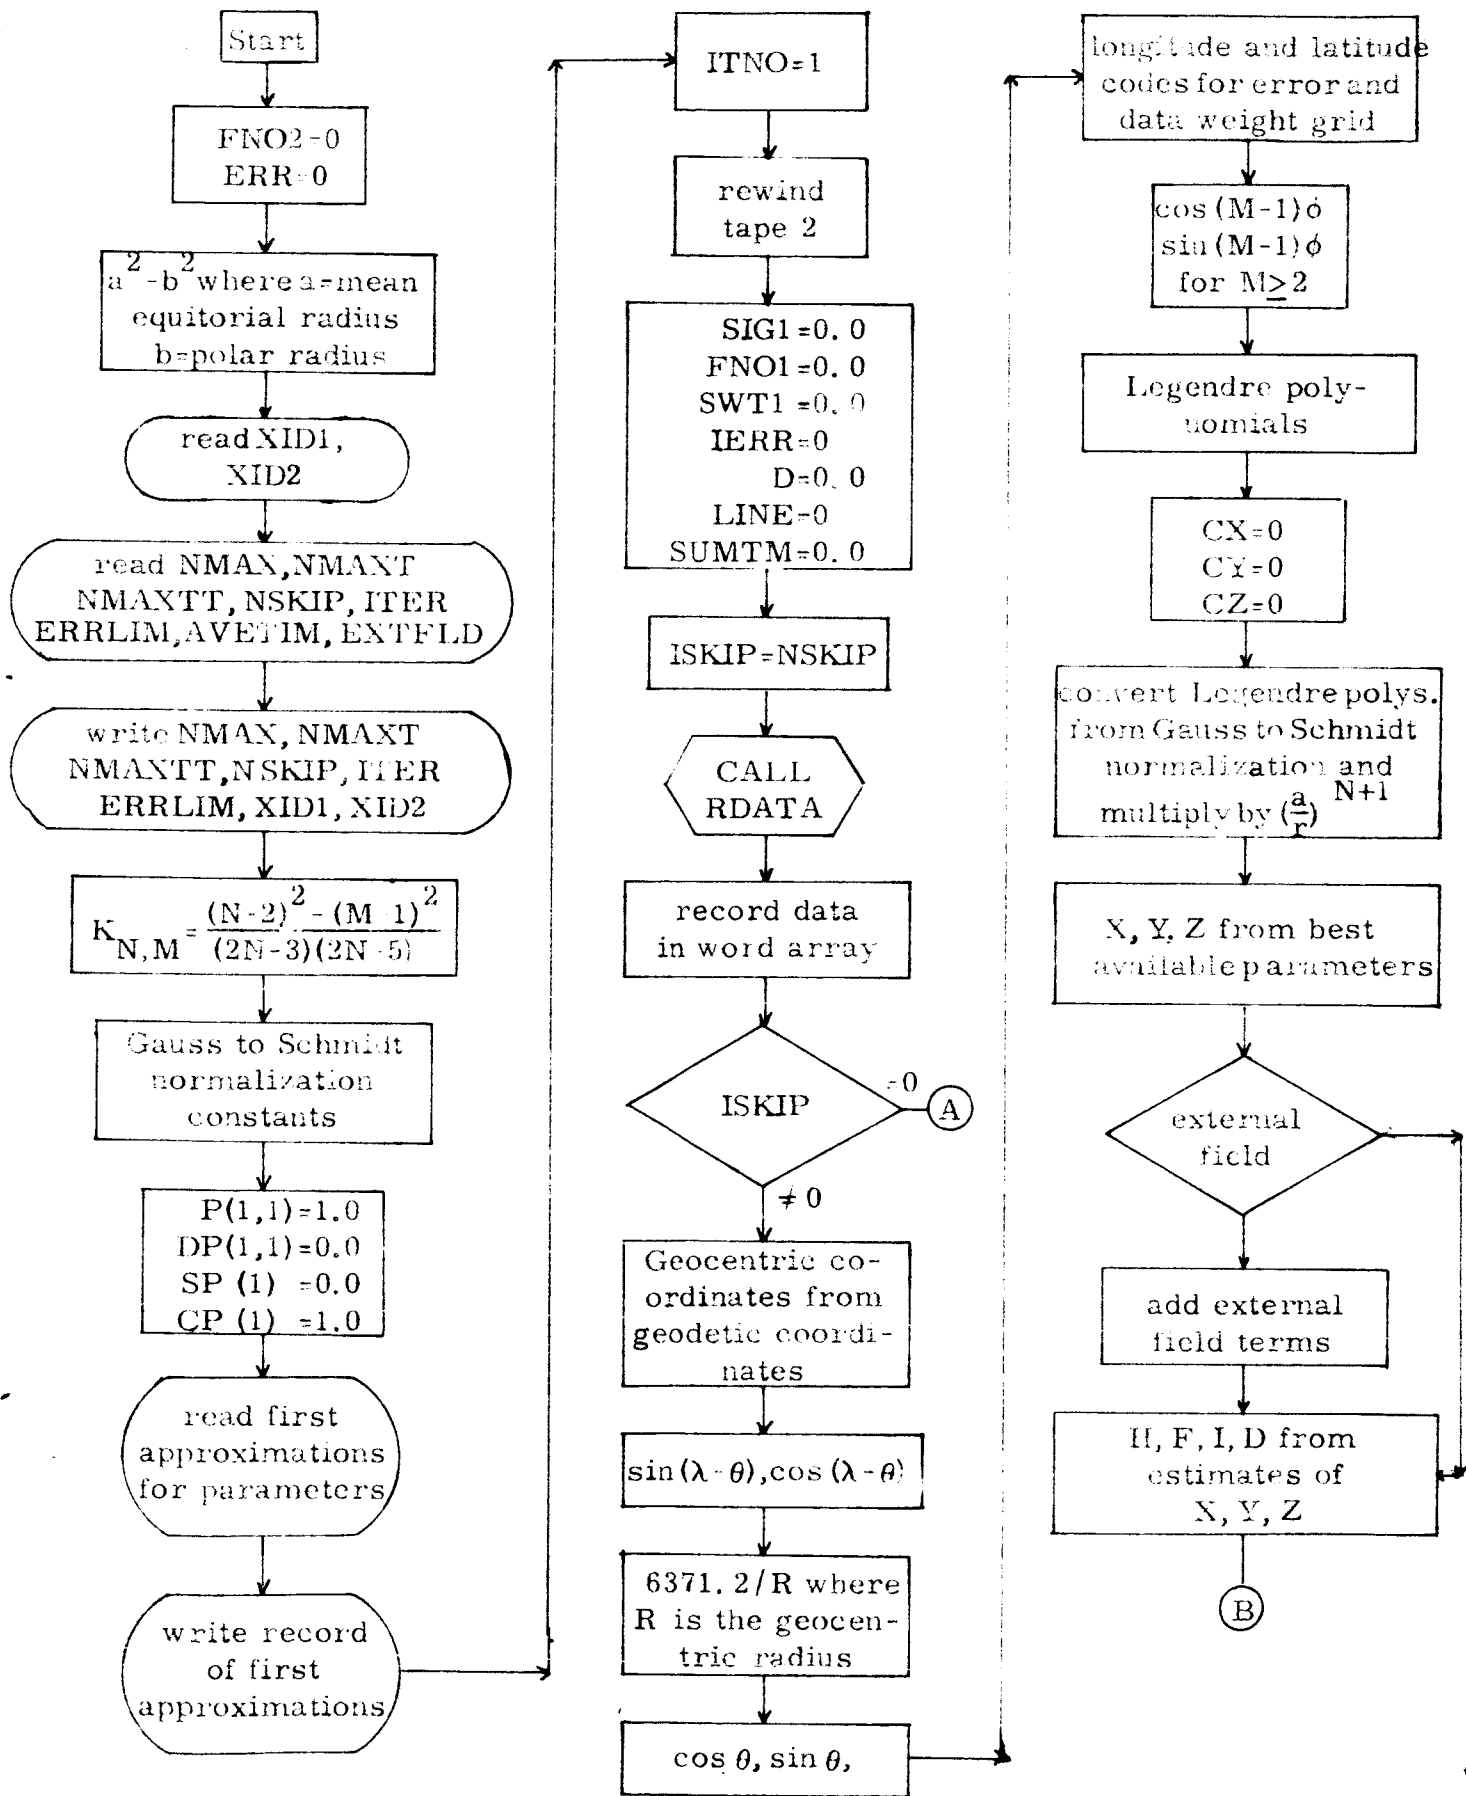 Start
FNO2=0
ERR=0
a²-b² where a=mean
equitorial radius
b=polar radius
read XID1,
XID2
read NMAX,NMAXT
NMAXTT, NSKIP, ITER
ERRLIM, AVETIM, EXTFLD
write NMAX, NMAXT
NMAXTT, NSKIP, ITER
ERRLIM, XID1, XID2
K_{N,M}=\frac{(N-2)^2-(M-1)^2}{(2N-3)(2N-5)}
Gauss to Schmidt
normalization
constants
P(1,1)=1.0
DP(1,1)=0.0
SP (1) =0.0
CP (1) =1.0
read first
approximations
for parameters
write record
of first
approximations
ITNO=1
rewind
tape 2
SIG1=0.0
FNO1=0.0
SWT1=0.0
IERR=0
D=0.0
LINE=0
SUMTM=0.0
ISKIP=NSKIP
CALL
RDATA
record data
in word array
ISKIP
=0
A
≠0
Geocentric co-
ordinates from
geodetic coordi-
nates
sin(λ-θ), cos(λ-θ)
6371.2/R where
R is the geocen-
tric radius
cos θ, sin θ,
longitude and latitude
codes for error and
data weight grid
cos(M-1)ϕ
sin(M-1)ϕ
for M≥2
Legendre poly-
nomials
CX=0
CY=0
CZ=0
convert Legendre polys.
from Gauss to Schmidt
normalization and
multiply by (\frac{a}{r})^{N+1}
X, Y, Z from best
available parameters
external
field
add external
field terms
H, F, I, D from
estimates of
X, Y, Z
B